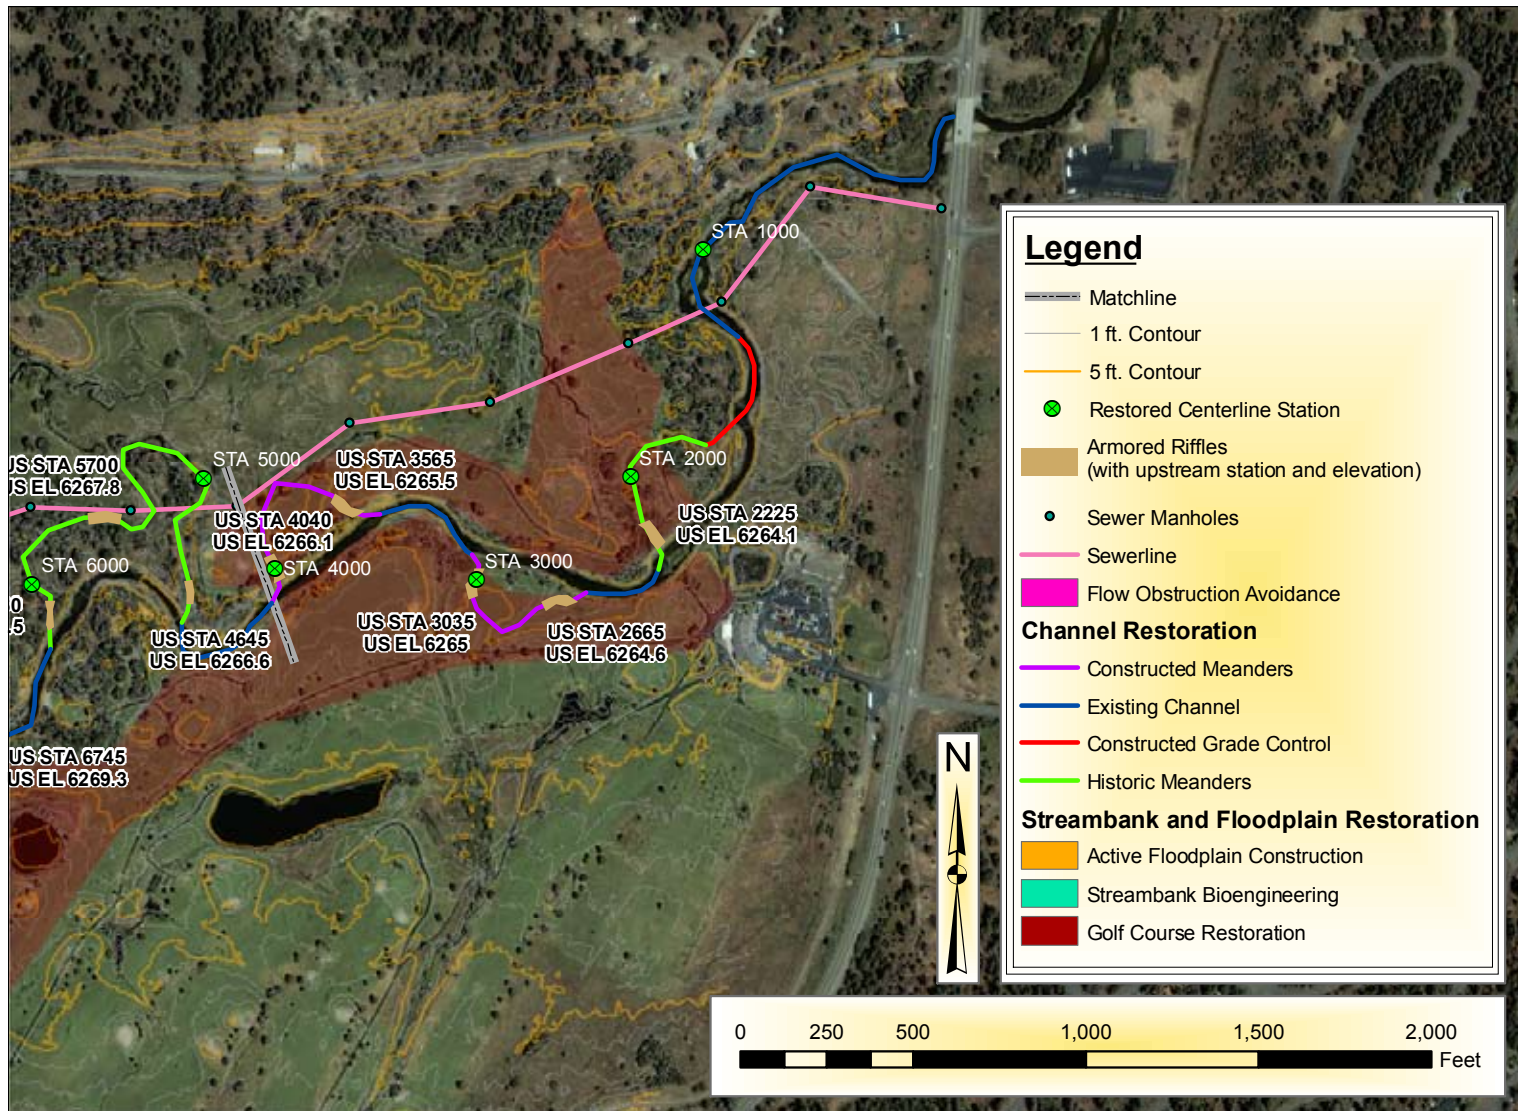 STA 1000
STA 2000
US STA 2225
US EL 6264.1
US STA 3565
US EL 6265.5
STA 5000
US STA 5700
US EL 6267.8
US STA 4040
US EL 6266.1
STA 3000
STA 4000
STA 6000
0
.5
US STA 3035
US EL 6265
US STA 2665
US EL 6264.6
US STA 4645
US EL 6266.6
US STA 6745
US EL 6269.3
Legend
Matchline
1 ft. Contour
5 ft. Contour
Restored Centerline Station
Armored Riffles
(with upstream station and elevation)
Sewer Manholes
Sewerline
Flow Obstruction Avoidance
Channel Restoration
Constructed Meanders
Existing Channel
Constructed Grade Control
Historic Meanders
Streambank and Floodplain Restoration
Active Floodplain Construction
Streambank Bioengineering
Golf Course Restoration
N
0 250 500 1,000 1,500 2,000
Feet